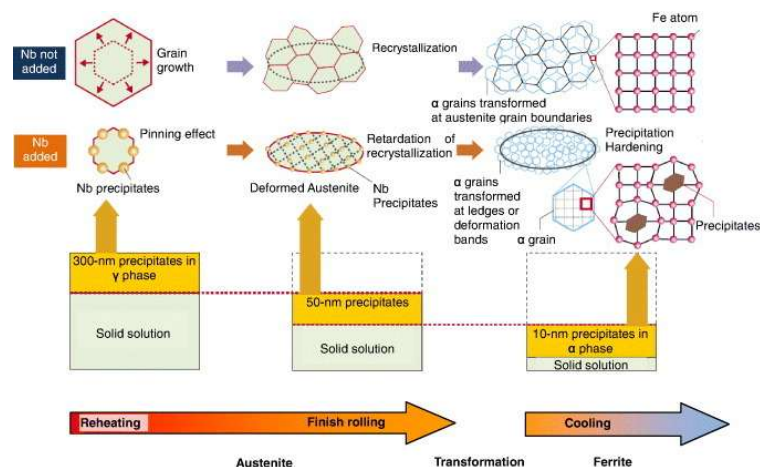 Nb not
added
Grain
growth
Recrystallization
Fe atom
α grains transformed
at austenite grain boundaries
Nb
added
Pinning effect
Nb precipitates
Retardation of
recrystallization
Deformed Austenite
Nb
Precipitates
Precipitation
Hardening
α grains
transformed
at ledges or
deformation
bands
α grain
Precipitates
300-nm precipitates in
γ phase
Solid solution
50-nm precipitates
Solid solution
10-nm precipitates in
α phase
Solid solution
Reheating
Finish rolling
Cooling
Austenite
Transformation
Ferrite